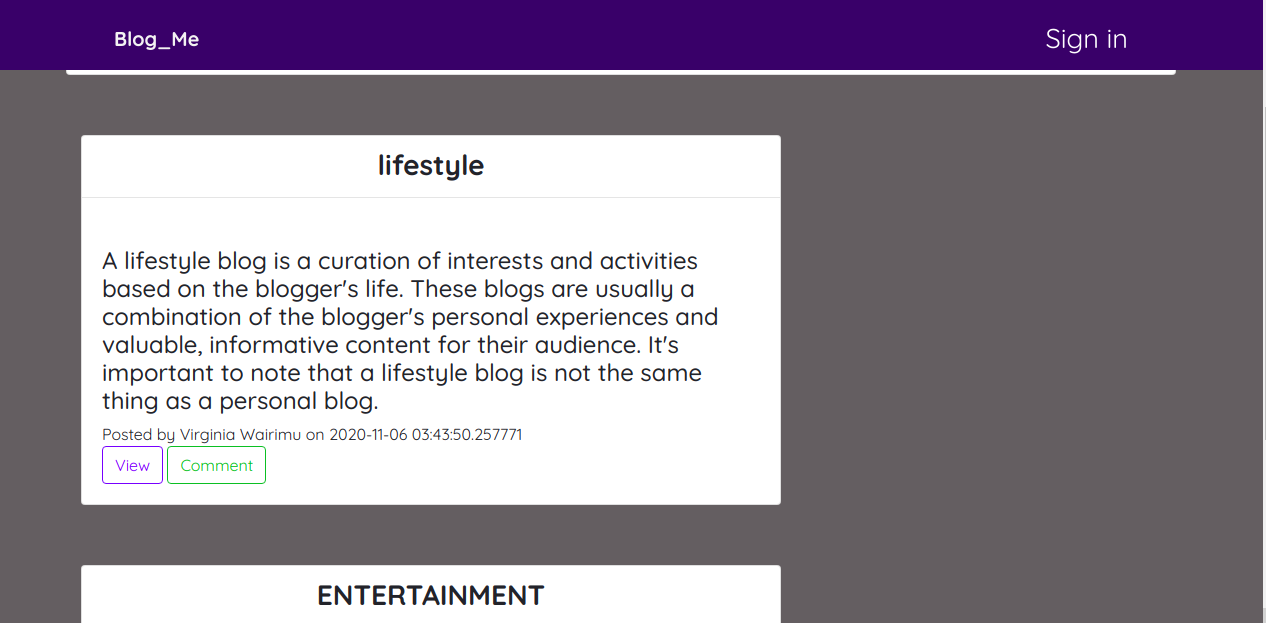 Blog_Me
Sign in
lifestyle
A lifestyle blog is a curation of interests and activities
based on the blogger's life. These blogs are usually a
combination of the blogger's personal experiences and
valuable, informative content for their audience. It's
important to note that a lifestyle blog is not the same
thing as a personal blog.
Posted by Virginia Wairimu on 2020-11-06 03:43:50.257771
View Comment
ENTERTAINMENT